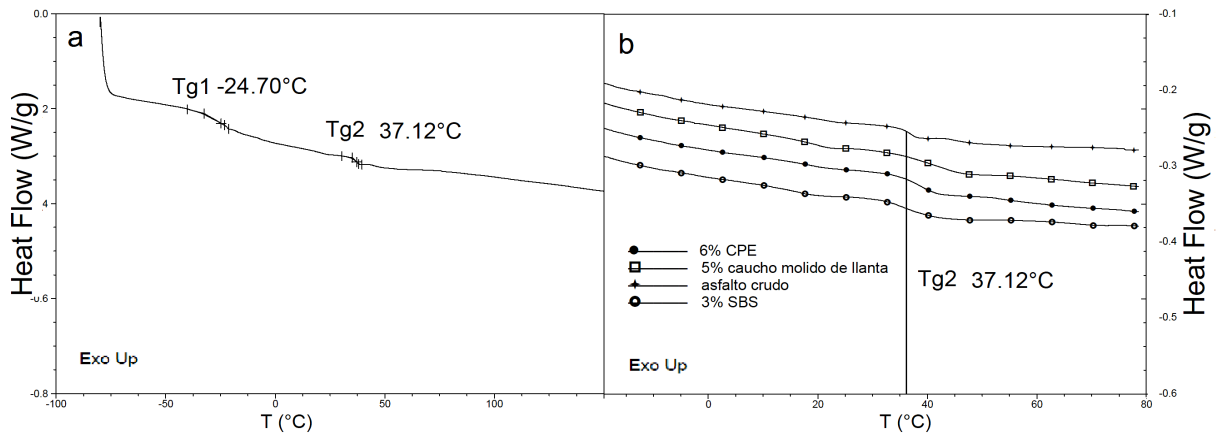 a
Tg1 -24.70°C
Tg2 37.12°C
Exo Up
Heat Flow (W/g)
0.0
2
4
.6
-0.8
-100
-50
0
50
100
T (°C)
b
6% CPE
5% caucho molido de llanta
asfalto crudo
3% SBS
Tg2 37.12°C
Exo Up
0
20
40
60
80
T (°C)
-0.1
-0.2
-0.3
-0.4
-0.5
-0.6
Heat Flow (W/g)